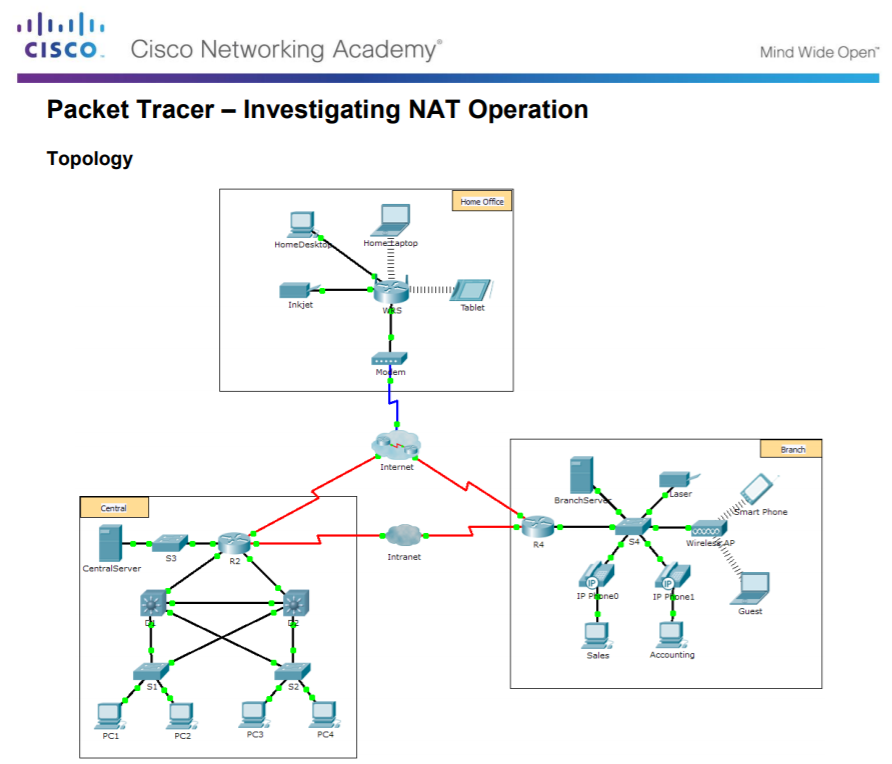 CISCO. Cisco Networking Academy® Mind Wide Open™
Packet Tracer – Investigating NAT Operation
Topology
Home Office
HomeDesktop
Home Laptop
Inkjet
WRS
Tablet
Modem
Internet
Branch
BranchServer
Laser
Smart Phone
Central
CentralServer
S3
R2
Intranet
R4
S4
Wireless AP
IP Phone0
IP Phone1
IP
IP
Guest
D1
D2
Sales
Accounting
S1
S2
PC1
PC2
PC3
PC4